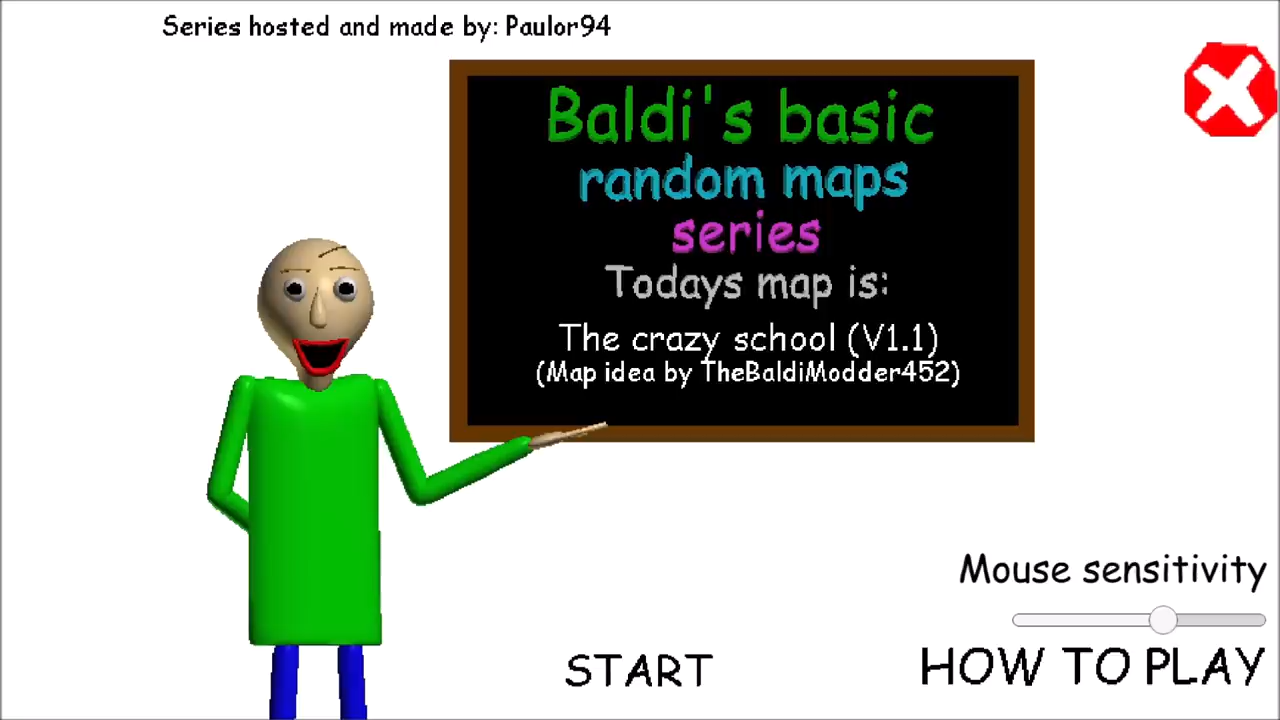 Series hosted and made by: Paulor94
Baldi's basic
random maps
series
Todays map is:
The crazy school (V1.1)
(Map idea by TheBaldiModder452)
Mouse sensitivity
START
HOW TO PLAY